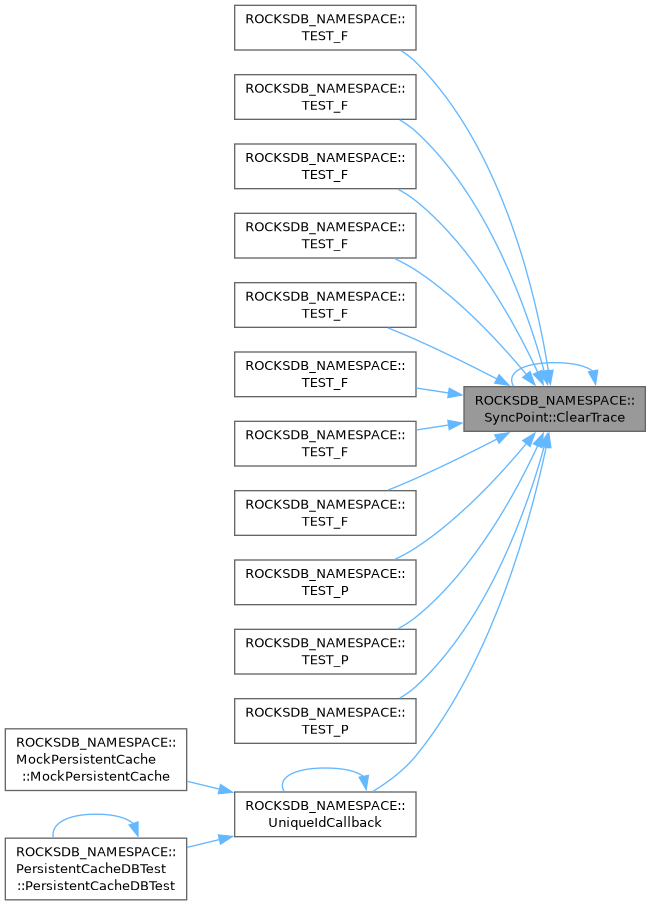 ROCKSDB_NAMESPACE::
TEST_F
ROCKSDB_NAMESPACE::
TEST_F
ROCKSDB_NAMESPACE::
TEST_F
ROCKSDB_NAMESPACE::
TEST_F
ROCKSDB_NAMESPACE::
TEST_F
ROCKSDB_NAMESPACE::
TEST_F
ROCKSDB_NAMESPACE::
SyncPoint::ClearTrace
ROCKSDB_NAMESPACE::
TEST_F
ROCKSDB_NAMESPACE::
TEST_F
ROCKSDB_NAMESPACE::
TEST_P
ROCKSDB_NAMESPACE::
TEST_P
ROCKSDB_NAMESPACE::
TEST_P
ROCKSDB_NAMESPACE::
MockPersistentCache
::MockPersistentCache
ROCKSDB_NAMESPACE::
UniqueIdCallback
ROCKSDB_NAMESPACE::
PersistentCacheDBTest
::PersistentCacheDBTest